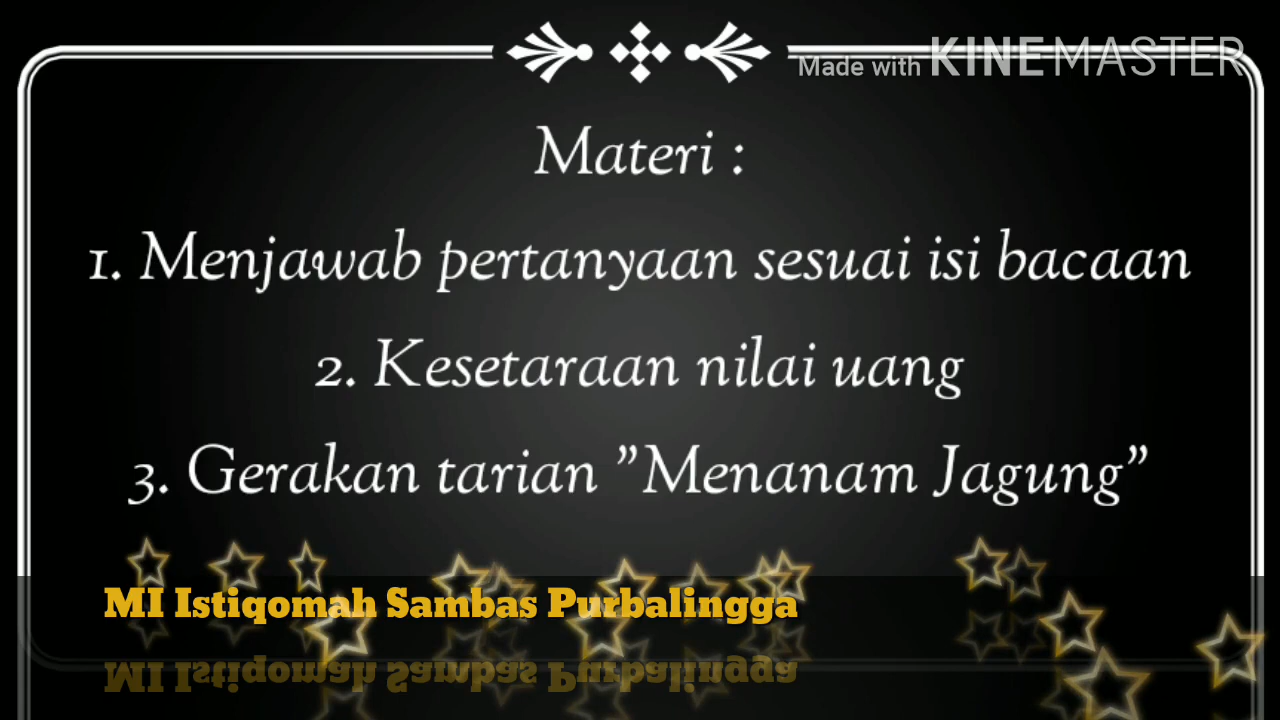 Made with KINEMASTER
Materi :
1. Menjawab pertanyaan sesuai isi bacaan
2. Kesetaraan nilai uang
3. Gerakan tarian ”Menanam Jagung”
MI Istiqomah Sambas Purbalingga